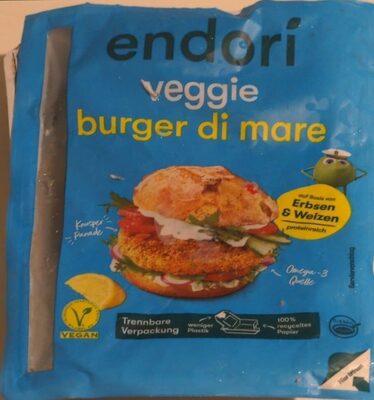 endori
veggie
burger di mare
Auf Basis von
Erbsen
& Weizen
proteinreich
Knusper
Panade
Omega-3
Quelle
VEGAN
Trennbare
Verpackung
weniger
Plastik
100%
recyceltes
Papier
Servierempfehlung